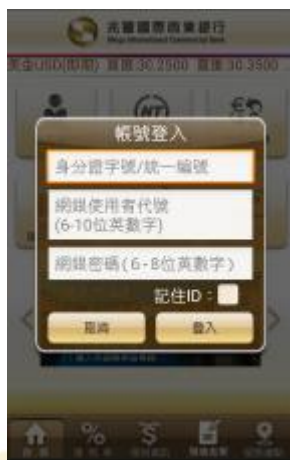 兆豐國際商業銀行
Mega International Commercial Bank
美金USD(即期) 買匯 30.2500 賣匯 30.3500
NT
帳號登入
身分證字號/統一編號
網銀使用者代號
(6-10位英數字)
網銀密碼(6-8位英數字)
記住ID：
取消
登入
首頁